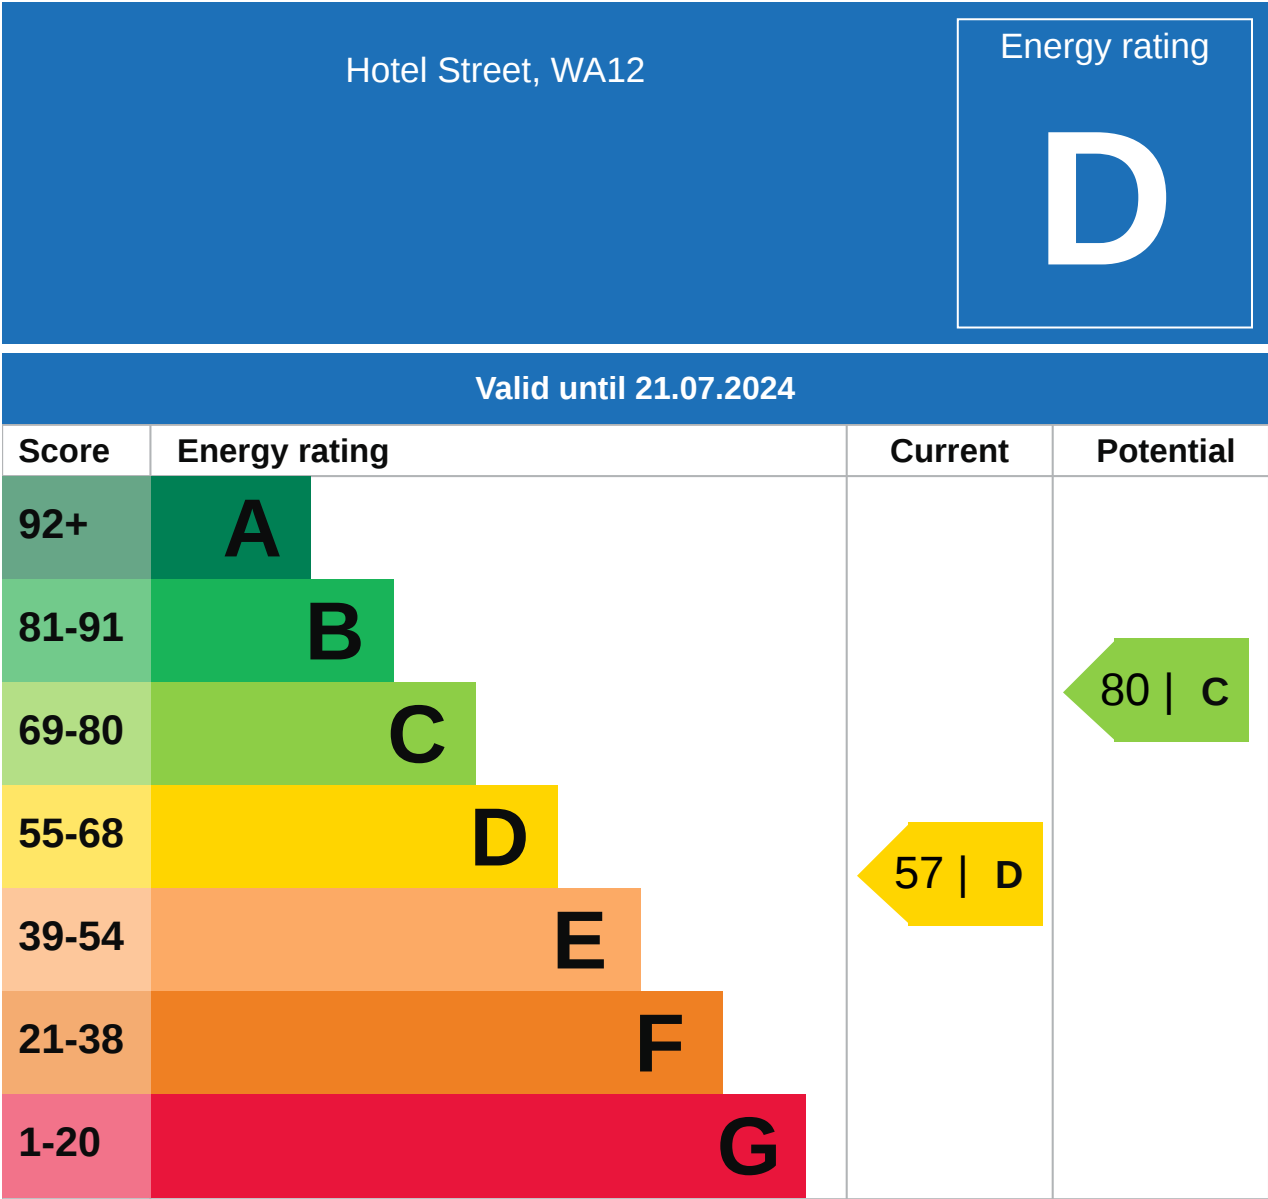 Hotel Street, WA12
Energy rating
D
Valid until 21.07.2024
Score Energy rating Current Potential
92+ A
81-91 B
80 | C
69-80 C
55-68 D
57 | D
39-54 E
21-38 F
1-20 G